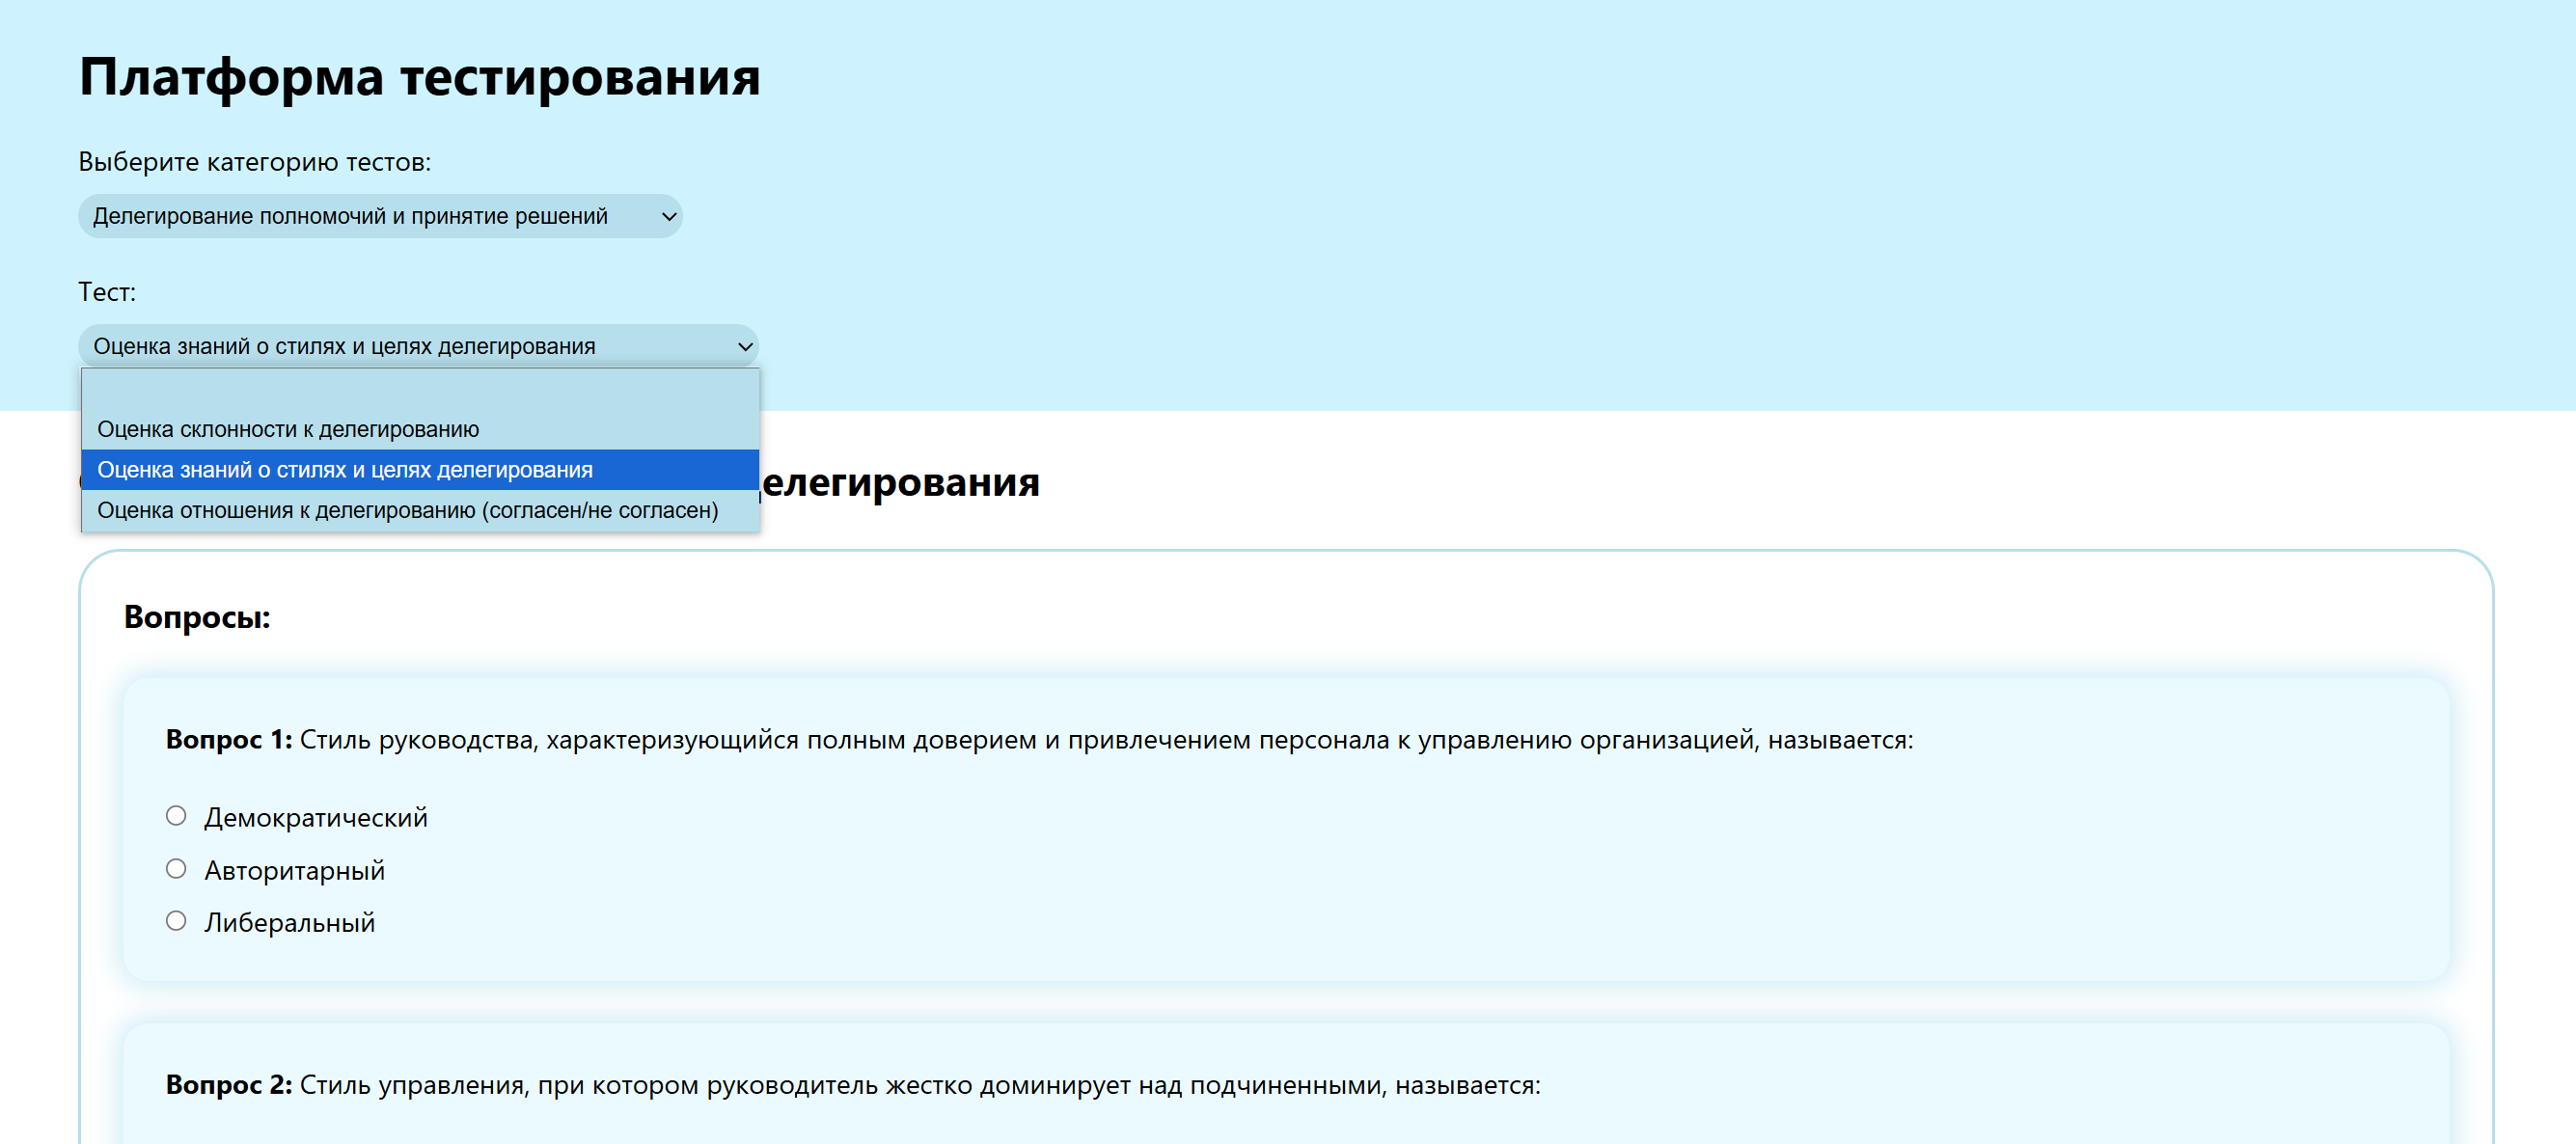 Платформа тестирования
Выберите категорию тестов:
Делегирование полномочий и принятие решений
Тест:
Оценка знаний о стилях и целях делегирования
Оценка склонности к делегированию
Оценка знаний о стилях и целях делегирования
елегирования
Оценка отношения к делегированию (согласен/не согласен)
Вопросы:
Вопрос 1: Стиль руководства, характеризующийся полным доверием и привлечением персонала к управлению организацией, называется:
Демократический
Авторитарный
Либеральный
Вопрос 2: Стиль управления, при котором руководитель жестко доминирует над подчиненными, называется: